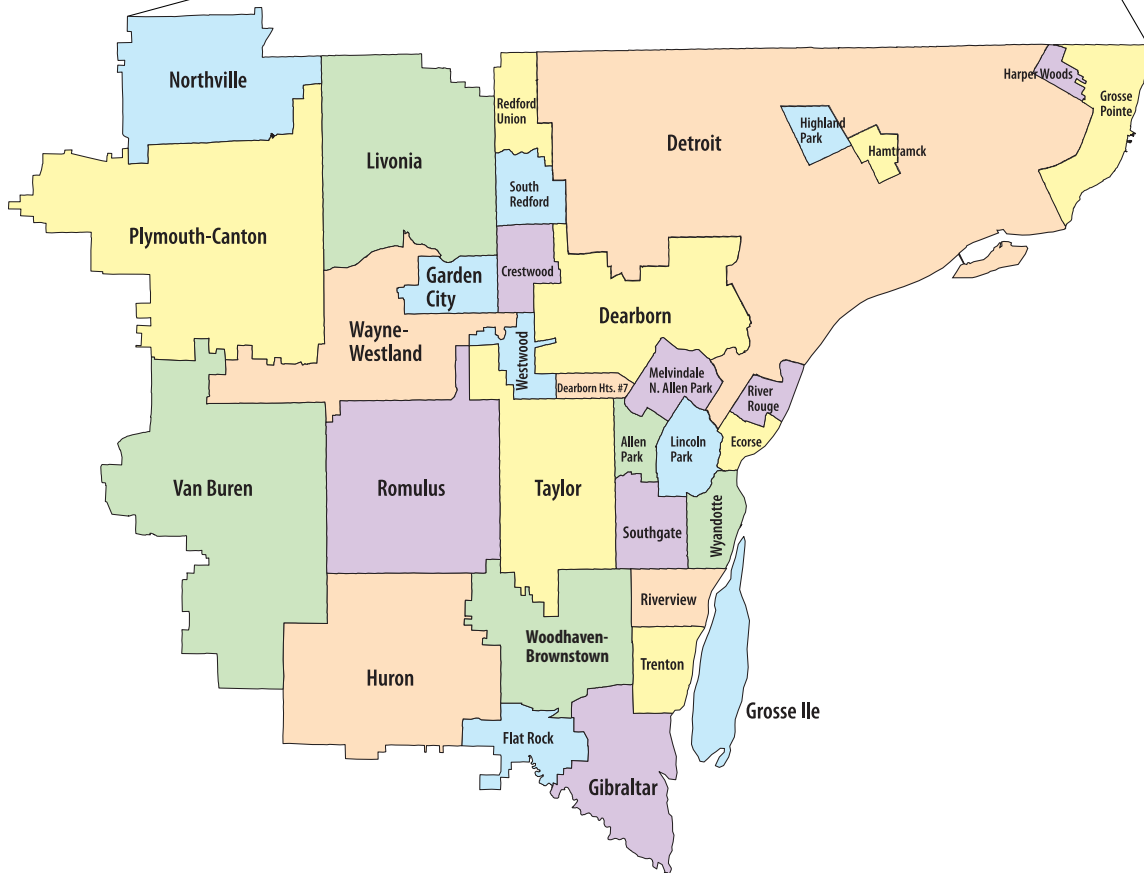 Northville
Redford
Union
Harper Woods
Grosse
Pointe
Highland
Park
Hamtramck
Detroit
Livonia
South
Redford
Plymouth-Canton
Crestwood
Garden
City
Dearborn
Wayne-
Westland
Westwood
Dearborn Hts. #7
Melvindale
N. Allen Park
River
Rouge
Allen
Park
Lincoln
Park
Ecorse
Van Buren
Romulus
Taylor
Southgate
Wyandotte
Riverview
Woodhaven-
Brownstown
Trenton
Huron
Grosse Ile
Flat Rock
Gibraltar